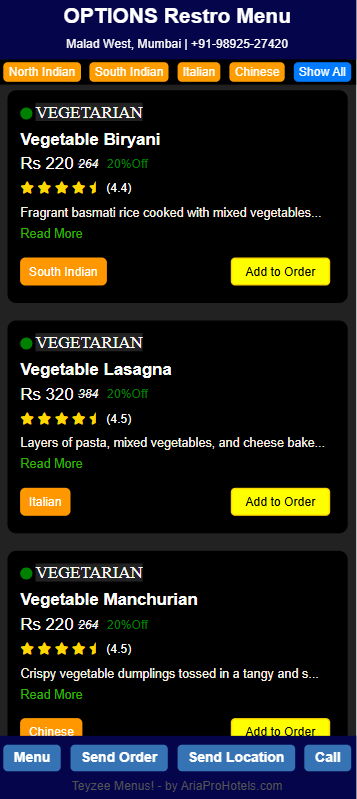 OPTIONS Restro Menu
Malad West, Mumbai | +91-98925-27420
North Indian South Indian Italian Chinese Show All
VEGETARIAN
Vegetable Biryani
Rs 220 264 20%Off
(4.4)
Fragrant basmati rice cooked with mixed vegetables...
Read More
South Indian Add to Order
VEGETARIAN
Vegetable Lasagna
Rs 320 384 20%Off
(4.5)
Layers of pasta, mixed vegetables, and cheese bake...
Read More
Italian Add to Order
VEGETARIAN
Vegetable Manchurian
Rs 220 264 20%Off
(4.5)
Crispy vegetable dumplings tossed in a tangy and s...
Read More
Chinese Add to Order
Menu Send Order Send Location Call
Teyzee Menus! - by AriaProHotels.com